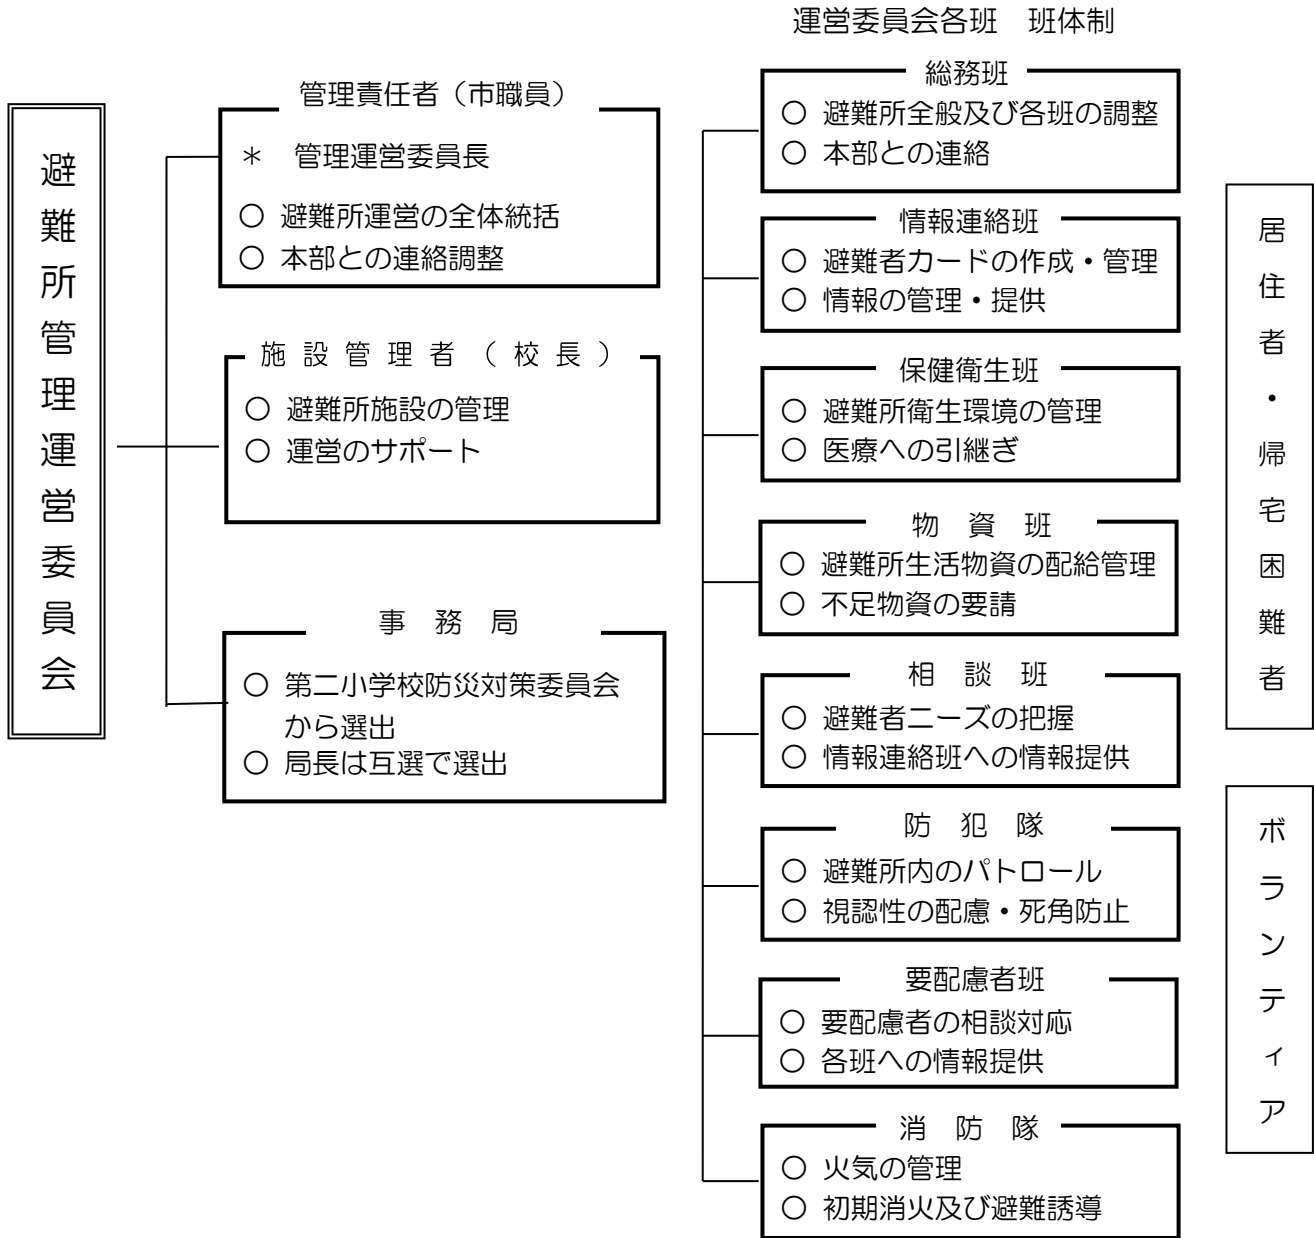 避難所管理運営委員会
管理責任者（市職員）
＊　管理運営委員長
○ 避難所運営の全体統括
○ 本部との連絡調整
施 設 管 理 者 （ 校 長 ）
○ 避難所施設の管理
○ 運営のサポート
事　務　局
○ 第二小学校防災対策委員会
から選出
○ 局長は互選で選出
運営委員会各班　班体制
総務班
○ 避難所全般及び各班の調整
○ 本部との連絡
情報連絡班
○ 避難者カードの作成・管理
○ 情報の管理・提供
保健衛生班
○ 避難所衛生環境の管理
○ 医療への引継ぎ
物　資　班
○ 避難所生活物資の配給管理
○ 不足物資の要請
相　談　班
○ 避難者ニーズの把握
○ 情報連絡班への情報提供
防　犯　隊
○ 避難所内のパトロール
○ 視認性の配慮・死角防止
要配慮者班
○ 要配慮者の相談対応
○ 各班への情報提供
消　防　隊
○ 火気の管理
○ 初期消火及び避難誘導
居住者・帰宅困難者
ボランティア